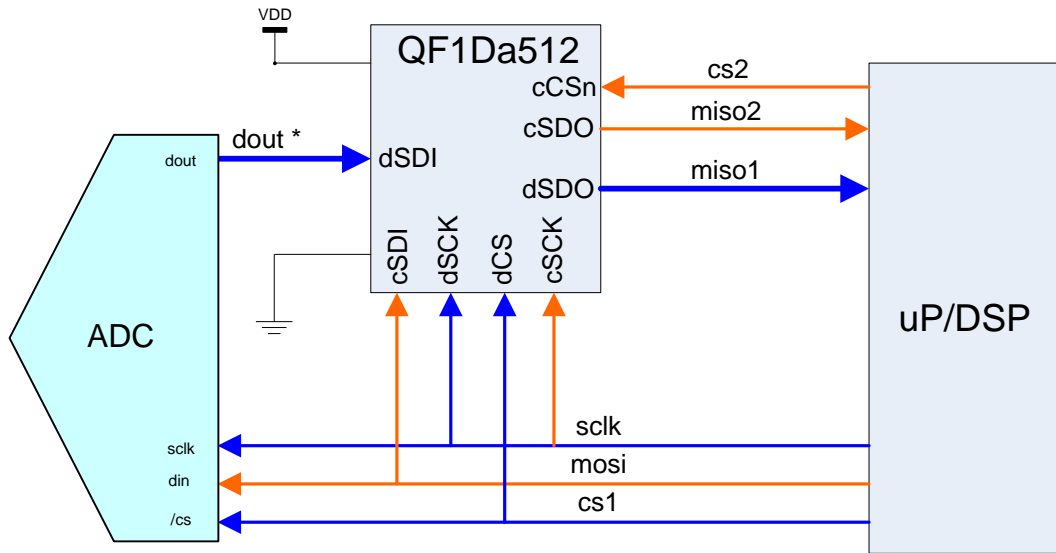 VDD
QF1Da512
cCSn
cs2
cSDO
miso2
dout
dout *
dSDI
dSDO
miso1
cSDI
dSCK
dCS
cSCK
ADC
uP/DSP
sclk
sclk
din
mosi
/cs
cs1